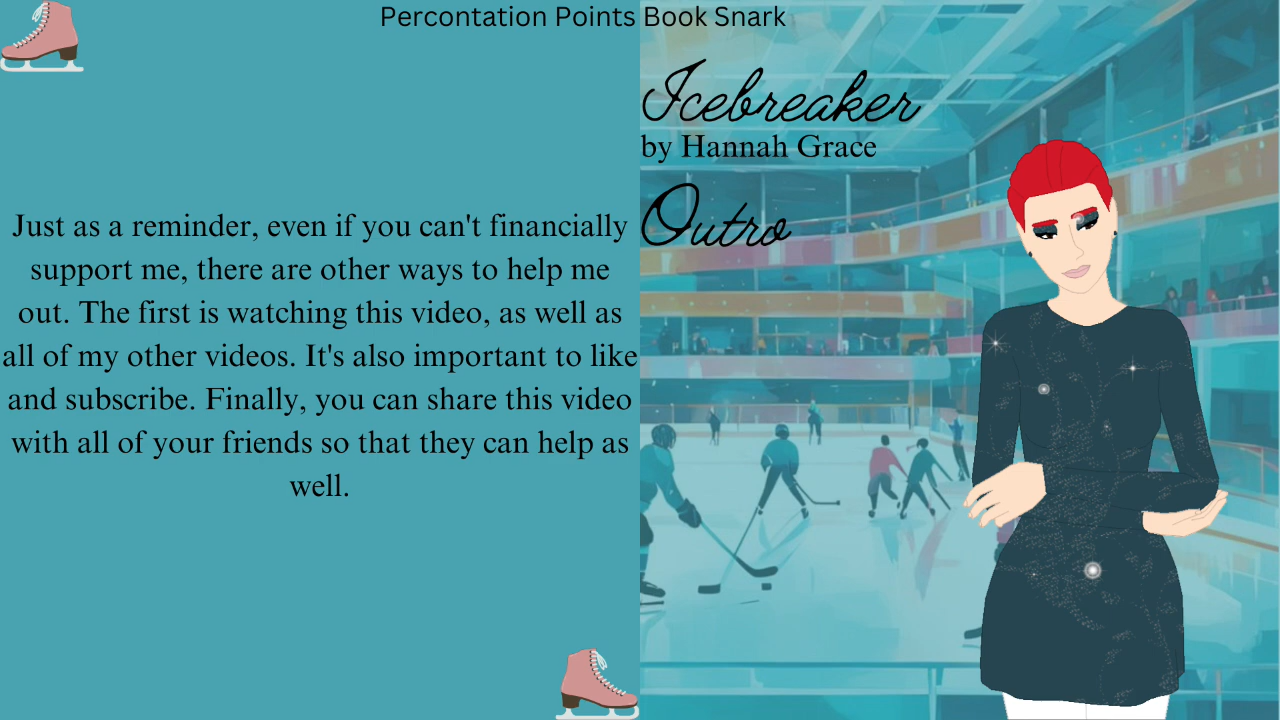 Percontation Points Book Snark
Icebreaker
by Hannah Grace
Outro
Just as a reminder, even if you can't financially
support me, there are other ways to help me
out. The first is watching this video, as well as
all of my other videos. It's also important to like
and subscribe. Finally, you can share this video
with all of your friends so that they can help as
well.